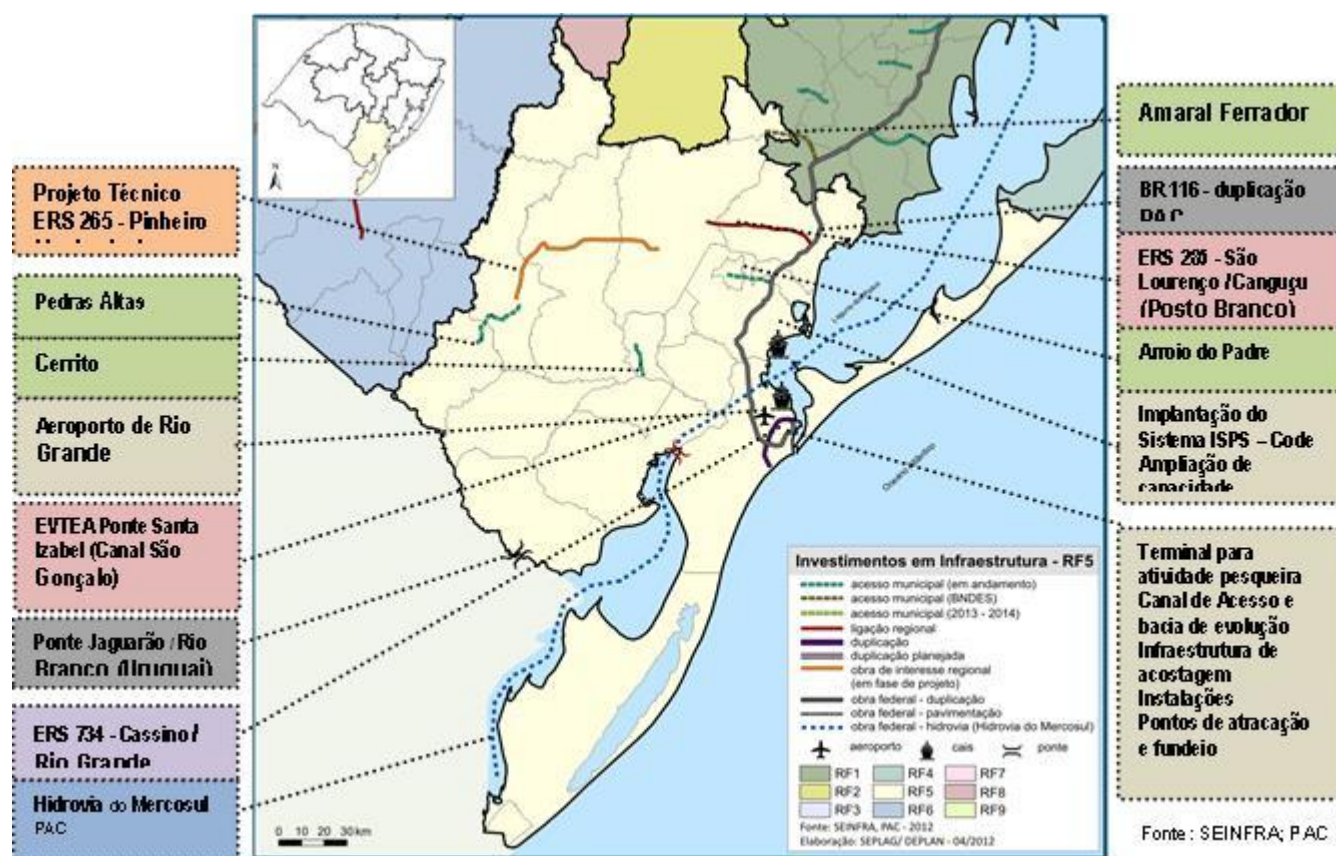 Projeto Técnico
ERS 265 - Pinheiro
Pedras Altas
Cerrito
Aeroporto de Rio
Grande
EVTEA Ponte Santa
Izabel (Canal São
Gonçalo)
Ponte Jaguarão / Rio
Branco (Uruguai)
ERS 734 - Cassino /
Rio Grande
Hidrovia do Mercosul
PAC
N
0 10 20 30 km
Oceano Atlântico
Investimentos em Infraestrutura - RF5
acesso municipal (em andamento)
acesso municipal (BNDES)
acesso municipal (2013 - 2014)
ligação regional
duplicação
duplicação planejada
obra de interesse regional
(em fase de projeto)
obra federal - duplicação
obra federal - pavimentação
obra federal - hidrovia (Hidrovia do Mercosul)
aeroporto cais ponte
RF1 RF4 RF7
RF2 RF5 RF8
RF3 RF6 RF9
Fonte: SEINFRA, PAC - 2012
Elaboração: SEPLAG/ DEPLAN - 04/2012
Amaral Ferrador
BR 116 - duplicação
PAC
ERS 265 - São
Lourenço /Canguçu
(Posto Branco)
Arroio do Padre
Implantação do
Sistema ISPS – Code
Ampliação de
capacidade
Terminal para
atividade pesqueira
Canal de Acesso e
bacia de evolução
Infraestrutura de
acostagem
Instalações
Pontos de atracação
e fundeio
Fonte : SEINFRA; PAC